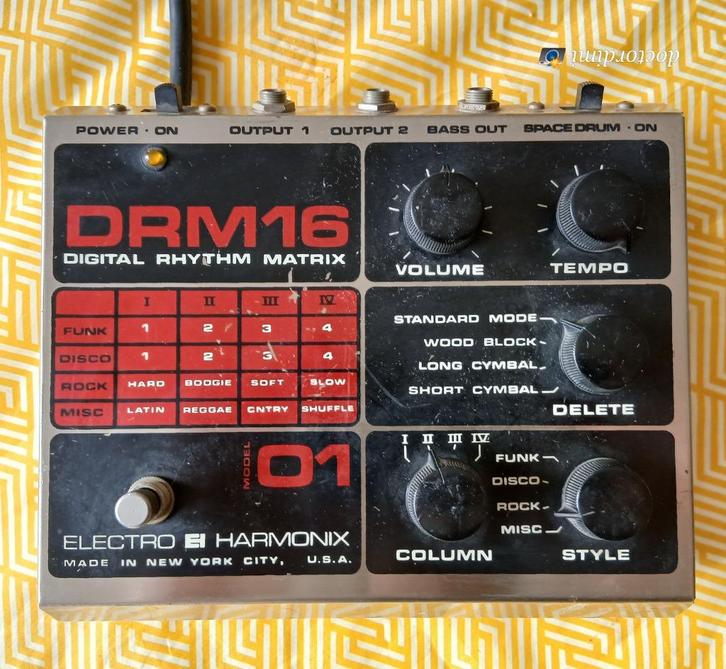 doctordimi
POWER · ON
OUTPUT 1
OUTPUT 2
BASS OUT
SPACE DRUM · ON
DRM16
DIGITAL RHYTHM MATRIX
VOLUME
TEMPO
I II III IV
FUNK 1 2 3 4
DISCO 1 2 3 4
ROCK HARD BOOGIE SOFT SLOW
MISC LATIN REGGAE CNTRY SHUFFLE
STANDARD MODE
WOOD BLOCK
LONG CYMBAL
SHORT CYMBAL
DELETE
MODEL 01
ELECTRO EH HARMONIX
MADE IN NEW YORK CITY, U.S.A.
I II III IV
COLUMN
FUNK
DISCO
ROCK
MISC
STYLE